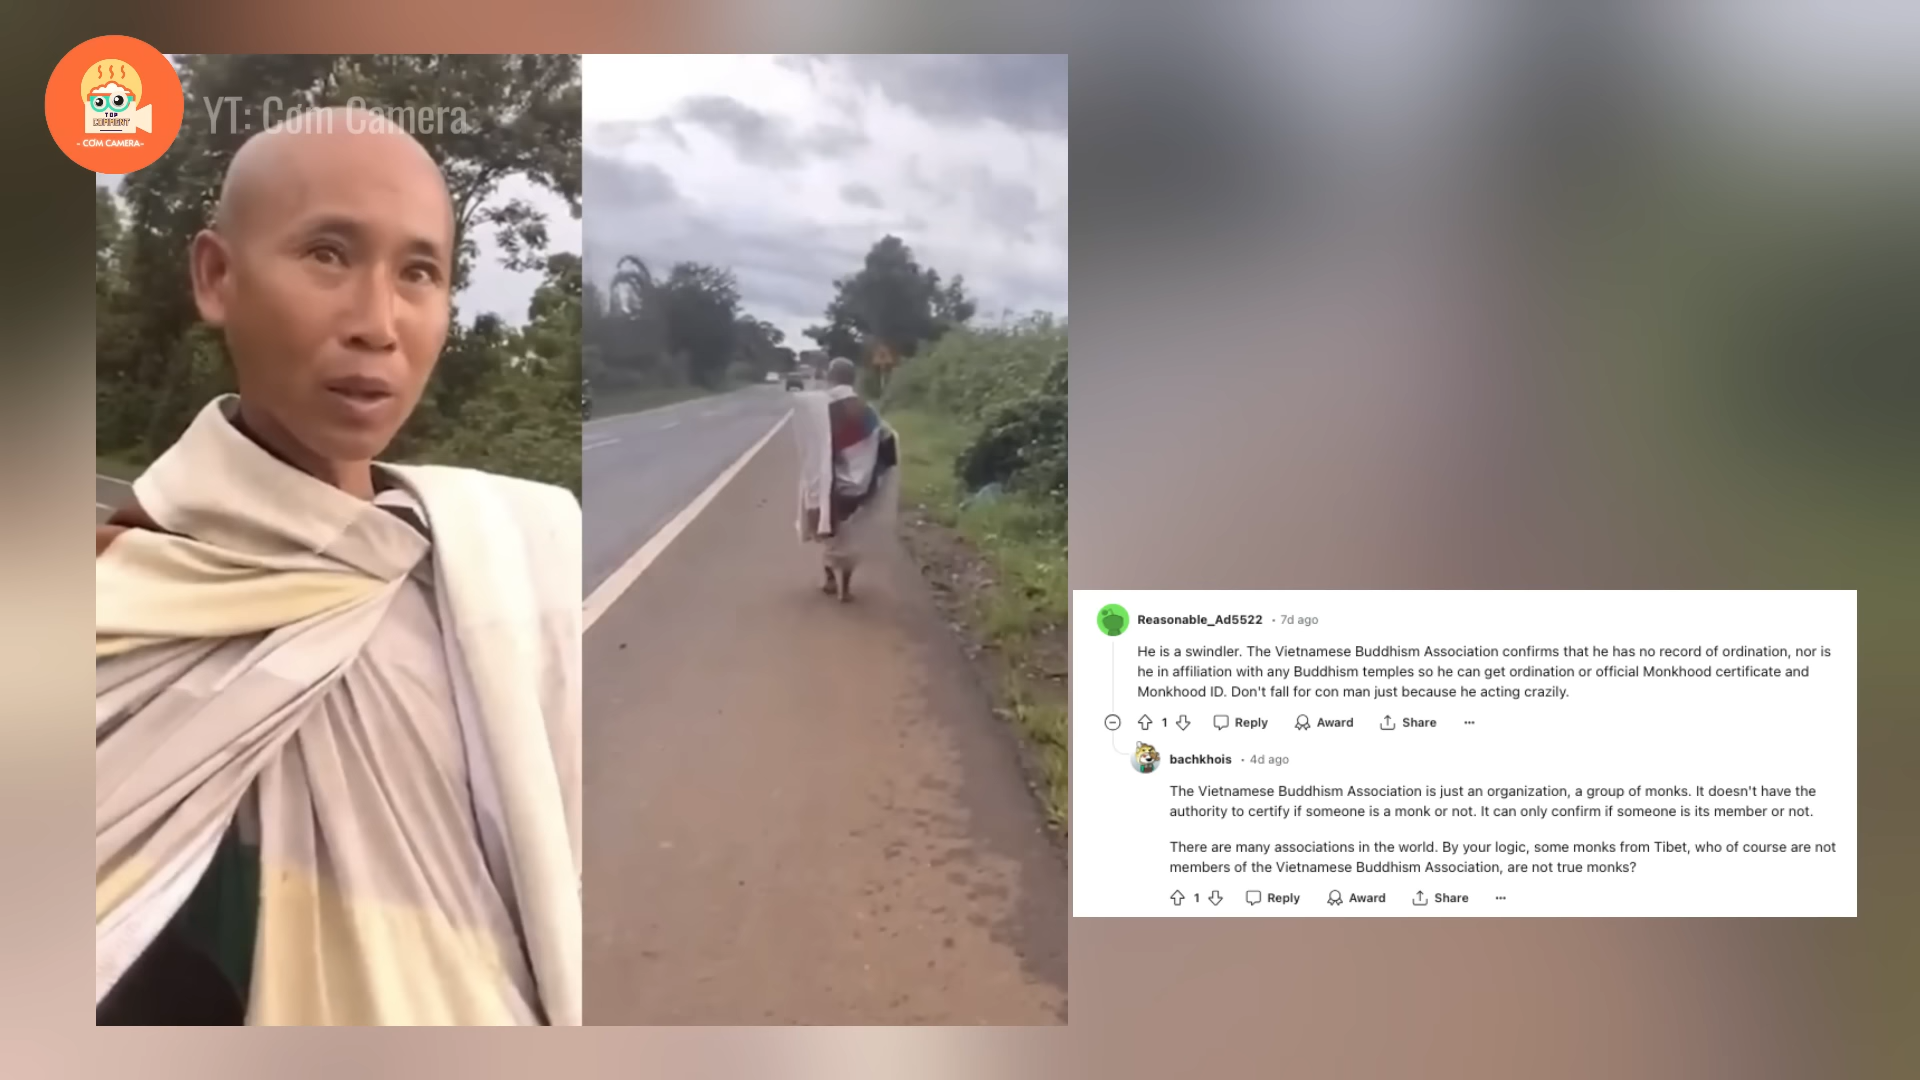 TOP
COMMENT
- CƠM CAMERA-
YT: Cơm Camera
Reasonable_Ad5522 • 7d ago
He is a swindler. The Vietnamese Buddhism Association confirms that he has no record of ordination, nor is
he in affiliation with any Buddhism temples so he can get ordination or official Monkhood certificate and
Monkhood ID. Don't fall for con man just because he acting crazily.
1 Reply Award Share ...
bachkhois • 4d ago
The Vietnamese Buddhism Association is just an organization, a group of monks. It doesn't have the
authority to certify if someone is a monk or not. It can only confirm if someone is its member or not.
There are many associations in the world. By your logic, some monks from Tibet, who of course are not
members of the Vietnamese Buddhism Association, are not true monks?
1 Reply Award Share ...